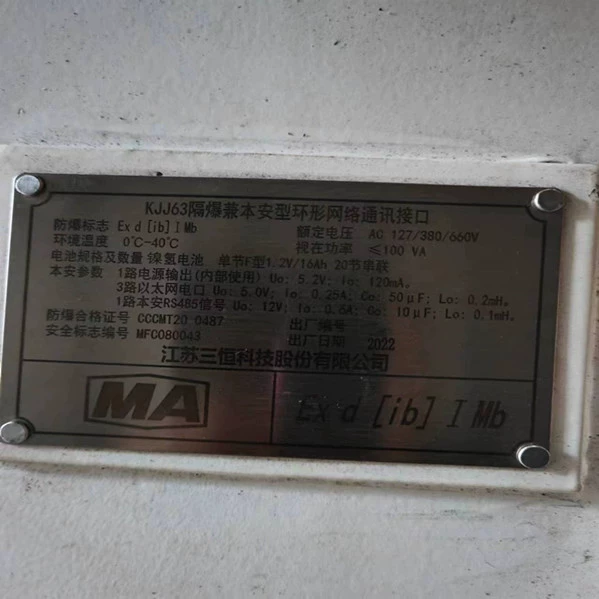 KJJ63隔爆兼本安型环形网络通讯接口
防爆标志 Ex d [ib] I Mb 额定电压 AC 127/380/660V
环境温度 0℃-40℃ 视在功率 ≤100 VA
电池规格及数量 镍氢电池 单节F型1.2V/16Ah 20节串联
本安参数 1路电源输出(内部使用) Uo: 5.2V; Io: 120mA。
3路以太网电口 Uo: 5.0V; Io: 0.25A; Co: 50μF; Lo: 0.2mH。
1路本安RS485信号 Uo: 12V; Io: 0.6A; Co: 10μF; Lo: 0.1mH。
防爆合格证号 CCCMT20 0487 出厂编号
安全标志编号 MFC080043 出厂日期 2022
江苏三恒科技股份有限公司
MA Ex d [ib] I Mb